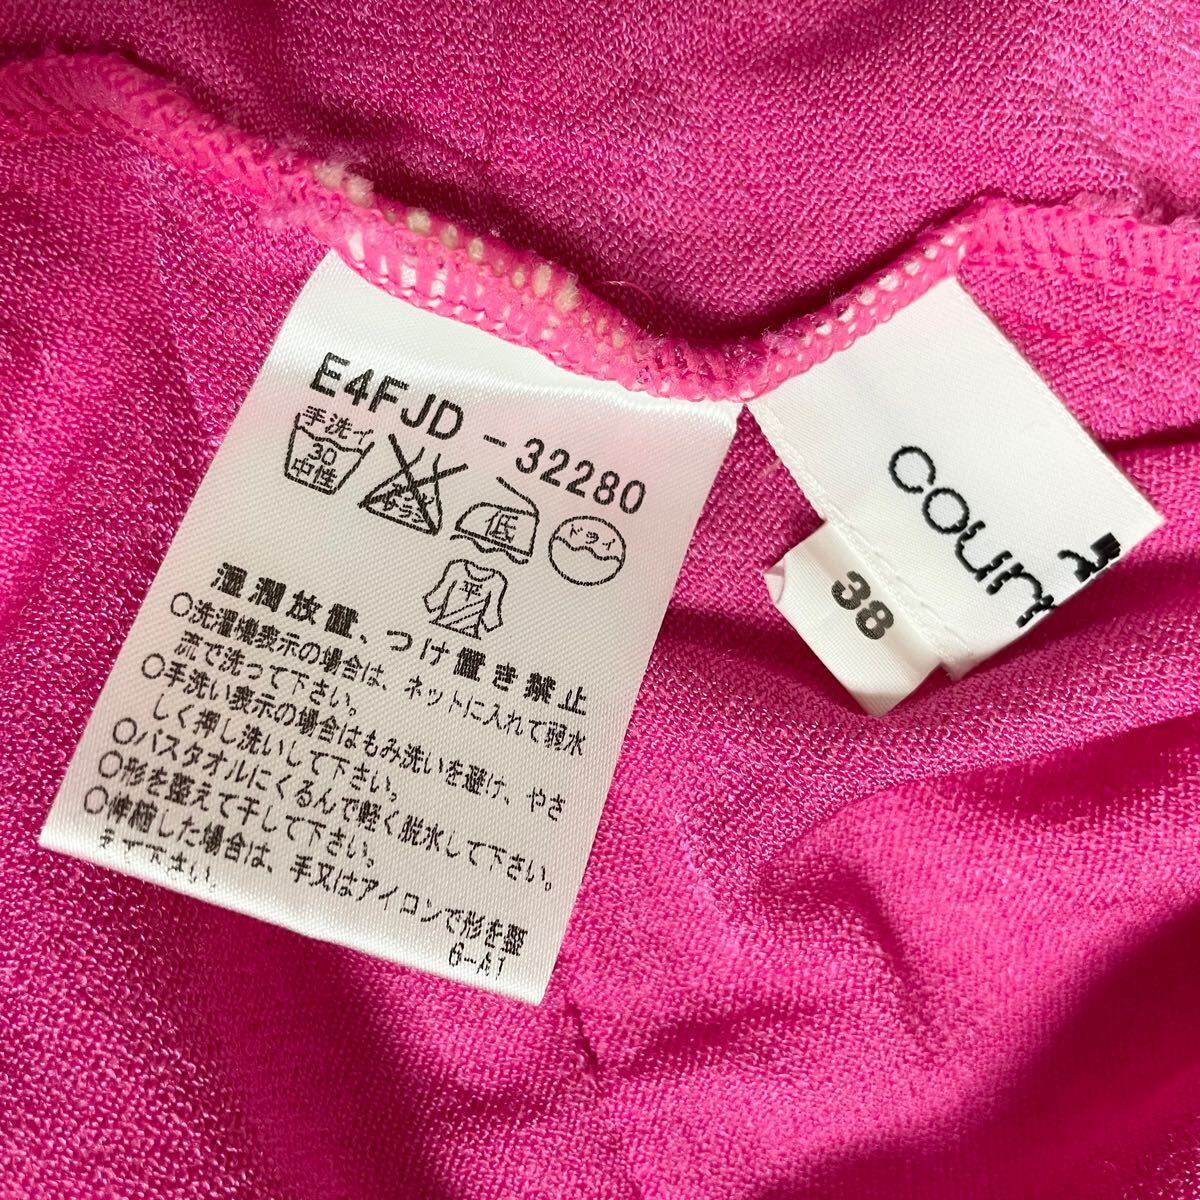 E4FJD-32280
手洗イ
30
中性
低
ドライ
平
湿潤放置、つけ置き禁止
○洗濯機表示の場合は、ネットに入れて弱水
流で洗って下さい。
○手洗い表示の場合はもみ洗いを避け、やさ
しく押し洗いして下さい。
○バスタオルにくるんで軽く脱水して下さい。
○形を整えて干して下さい。
○伸縮した場合は、手又はアイロンで形を整
えて下さい。
6-A1
cour
38